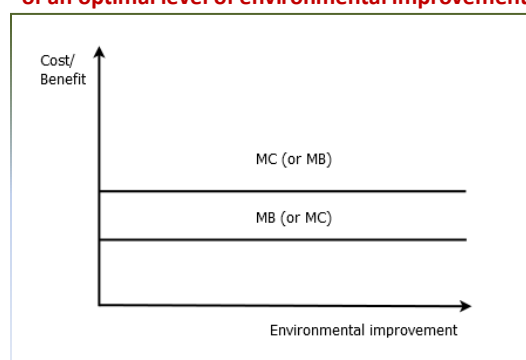 of an optimal level of environmental improvement
Cost/
Benefit
MC (or MB)
MB (or MC)
Environmental improvement